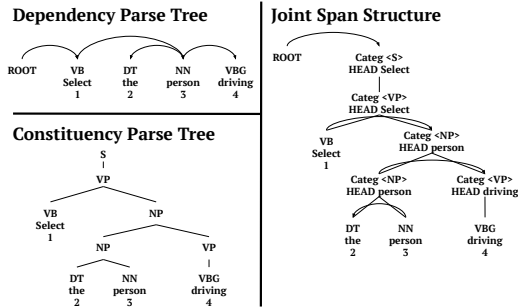 Dependency Parse Tree
ROOT VB DT NN VBG
Select the person driving
1 2 3 4
Constituency Parse Tree
S
VP
VB NP
Select
1
NP VP
DT NN VBG
the person driving
2 3 4
Joint Span Structure
ROOT Categ <S>
HEAD Select
Categ <VP>
HEAD Select
VB Categ <NP>
Select HEAD person
1
Categ <NP> Categ <VP>
HEAD person HEAD driving
DT NN VBG
the person driving
2 3 4